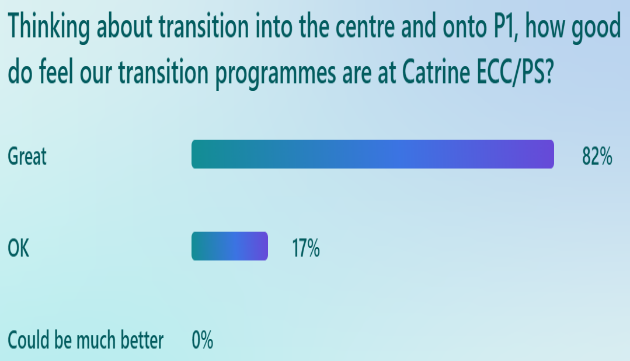 Thinking about transition into the centre and onto P1, how good
do feel our transition programmes are at Catrine ECC/PS?
Great 82%
OK 17%
Could be much better 0%